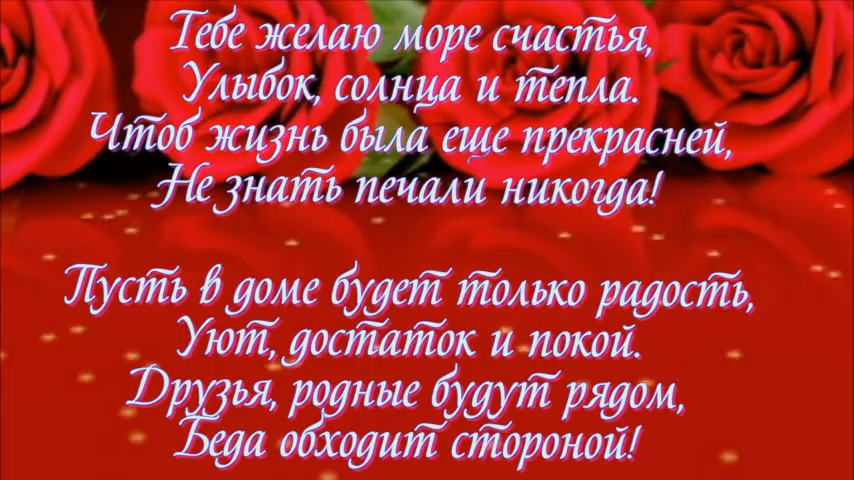 Тебе желаю море счастья,
Улыбок, солнца и тепла.
Чтоб жизнь была еще прекрасней,
Не знать печали никогда!
Пусть в доме будет только радость,
Уют, достаток и покой.
Друзья, родные будут рядом,
Беда обходит стороной!